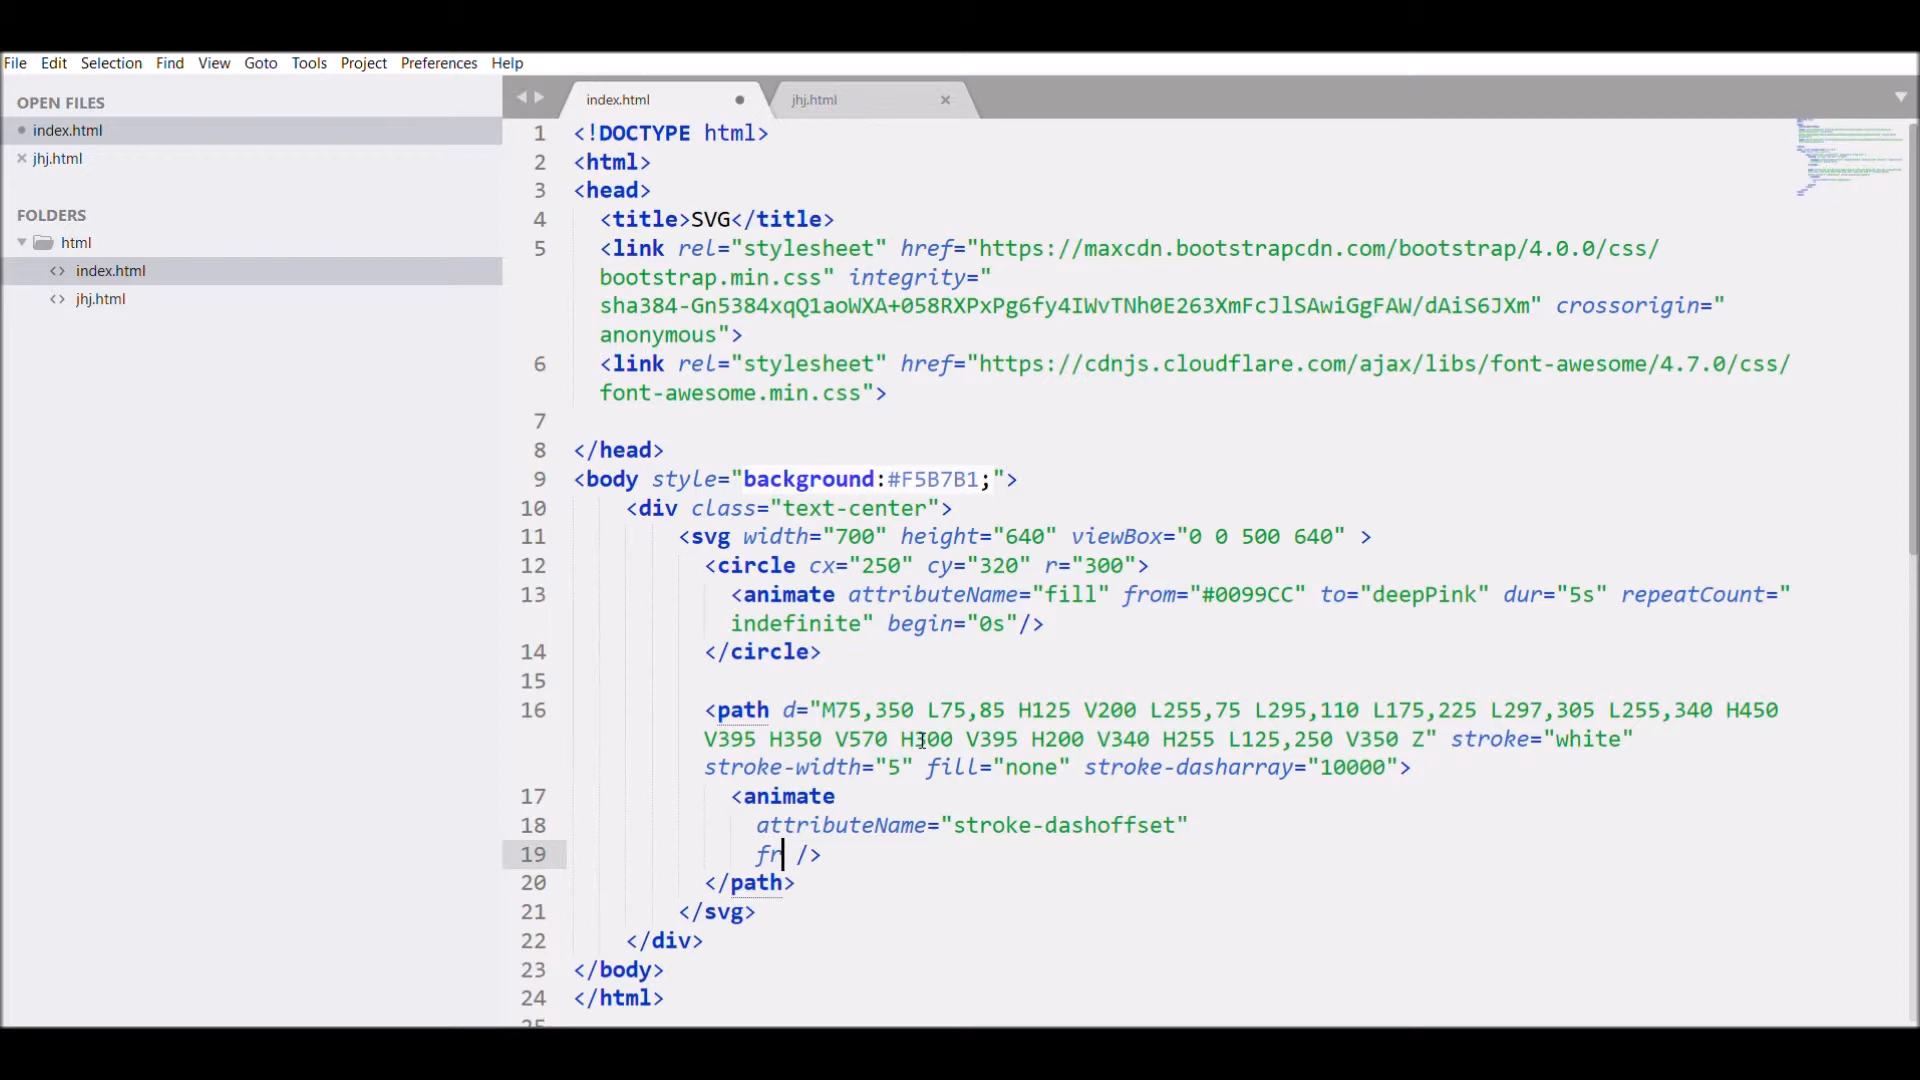 File Edit Selection Find View Goto Tools Project Preferences Help
OPEN FILES
index.html
jhj.html
FOLDERS
html
index.html
jhj.html
index.html
jhj.html
1 <!DOCTYPE html>
2 <html>
3 <head>
4 <title>SVG</title>
5 <link rel="stylesheet" href="https://maxcdn.bootstrapcdn.com/bootstrap/4.0.0/css/
bootstrap.min.css" integrity="
sha384-Gn5384xqQ1aoWXA+058RXPxPg6fy4IWvTNh0E263XmFcJlSAwiGgFAW/dAiS6JXm" crossorigin="
anonymous">
6 <link rel="stylesheet" href="https://cdnjs.cloudflare.com/ajax/libs/font-awesome/4.7.0/css/
font-awesome.min.css">
7
8 </head>
9 <body style="background:#F5B7B1;">
10 <div class="text-center">
11 <svg width="700" height="640" viewBox="0 0 500 640" >
12 <circle cx="250" cy="320" r="300">
13 <animate attributeName="fill" from="#0099CC" to="deepPink" dur="5s" repeatCount="
indefinite" begin="0s"/>
14 </circle>
15
16 <path d="M75,350 L75,85 H125 V200 L255,75 L295,110 L175,225 L297,305 L255,340 H450
V395 H350 V570 H300 V395 H200 V340 H255 L125,250 V350 Z" stroke="white"
stroke-width="5" fill="none" stroke-dasharray="10000">
17 <animate
18 attributeName="stroke-dashoffset"
19 fr />
20 </path>
21 </svg>
22 </div>
23 </body>
24 </html>